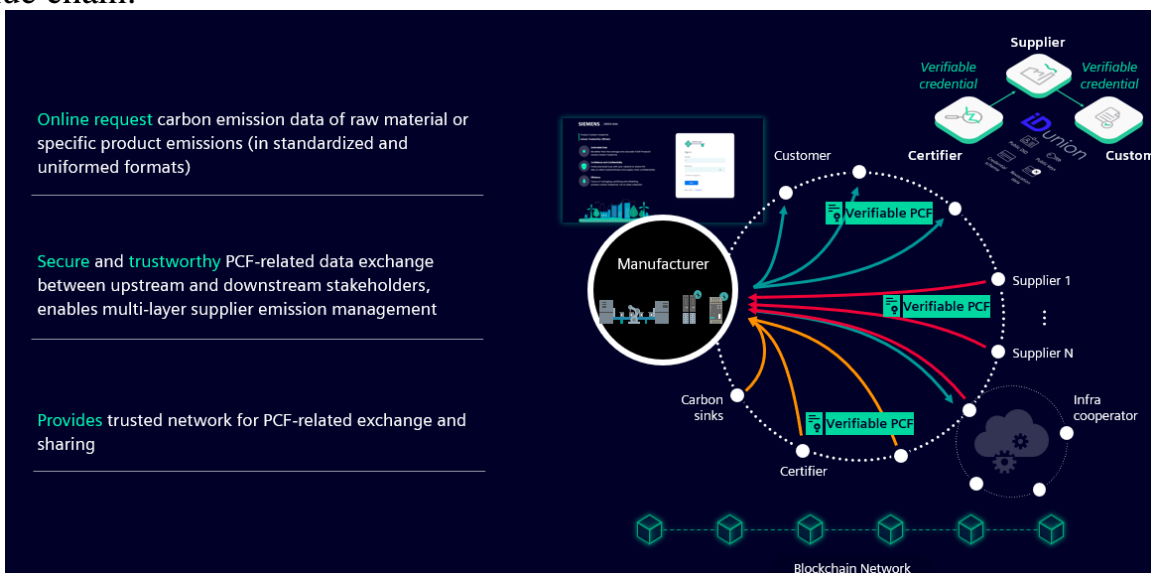 Online request carbon emission data of raw material or
specific product emissions (in standardized and
uniformed formats)
Secure and trustworthy PCF-related data exchange
between upstream and downstream stakeholders,
enables multi-layer supplier emission management
Provides trusted network for PCF-related exchange and
sharing
Supplier
Verifiable
credential
Verifiable
credential
Certifier
Custom
IDunion
SIEMENS
Customer
Verifiable PCF
Manufacturer
Supplier 1
Verifiable PCF
⋮
Supplier N
Carbon
sinks
Infra
cooperator
Verifiable PCF
Certifier
Blockchain Network